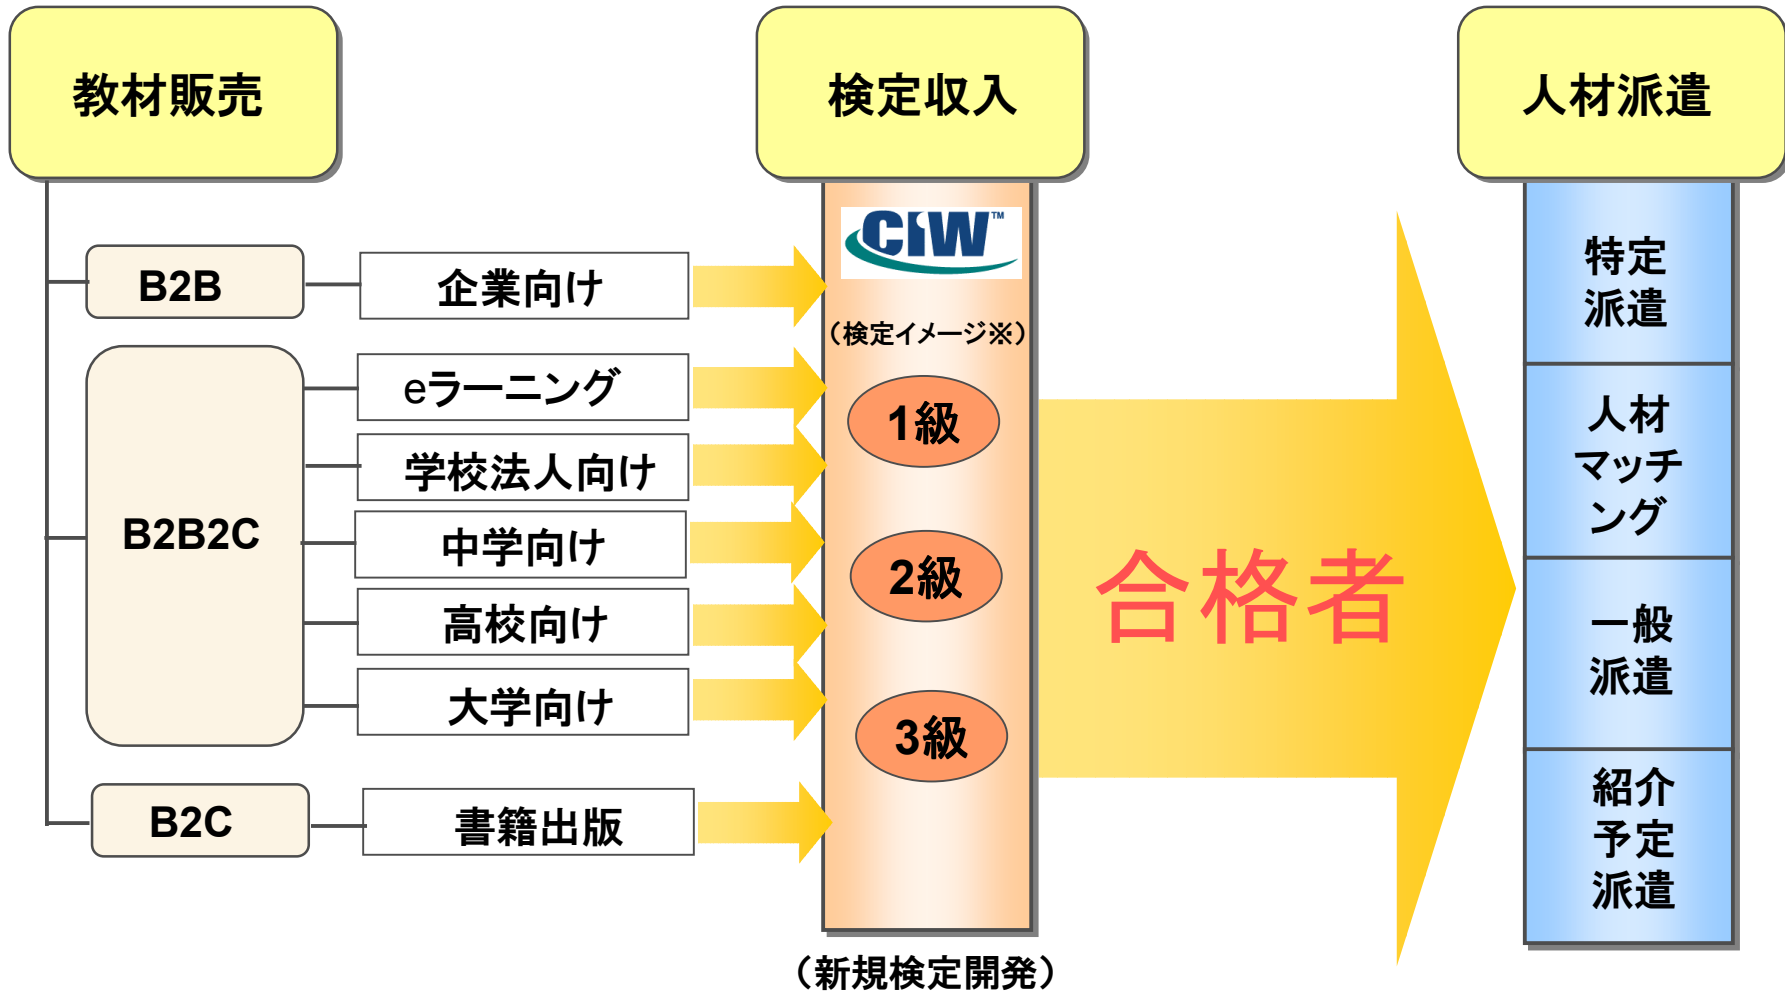 教材販売
検定収入
人材派遣
B2B
企業向け
B2B2C
eラーニング
学校法人向け
中学向け
高校向け
大学向け
B2C
書籍出版
CIW™
（検定イメージ※）
1級
2級
3級
（新規検定開発）
合格者
特定
派遣
人材
マッチ
ング
一般
派遣
紹介
予定
派遣